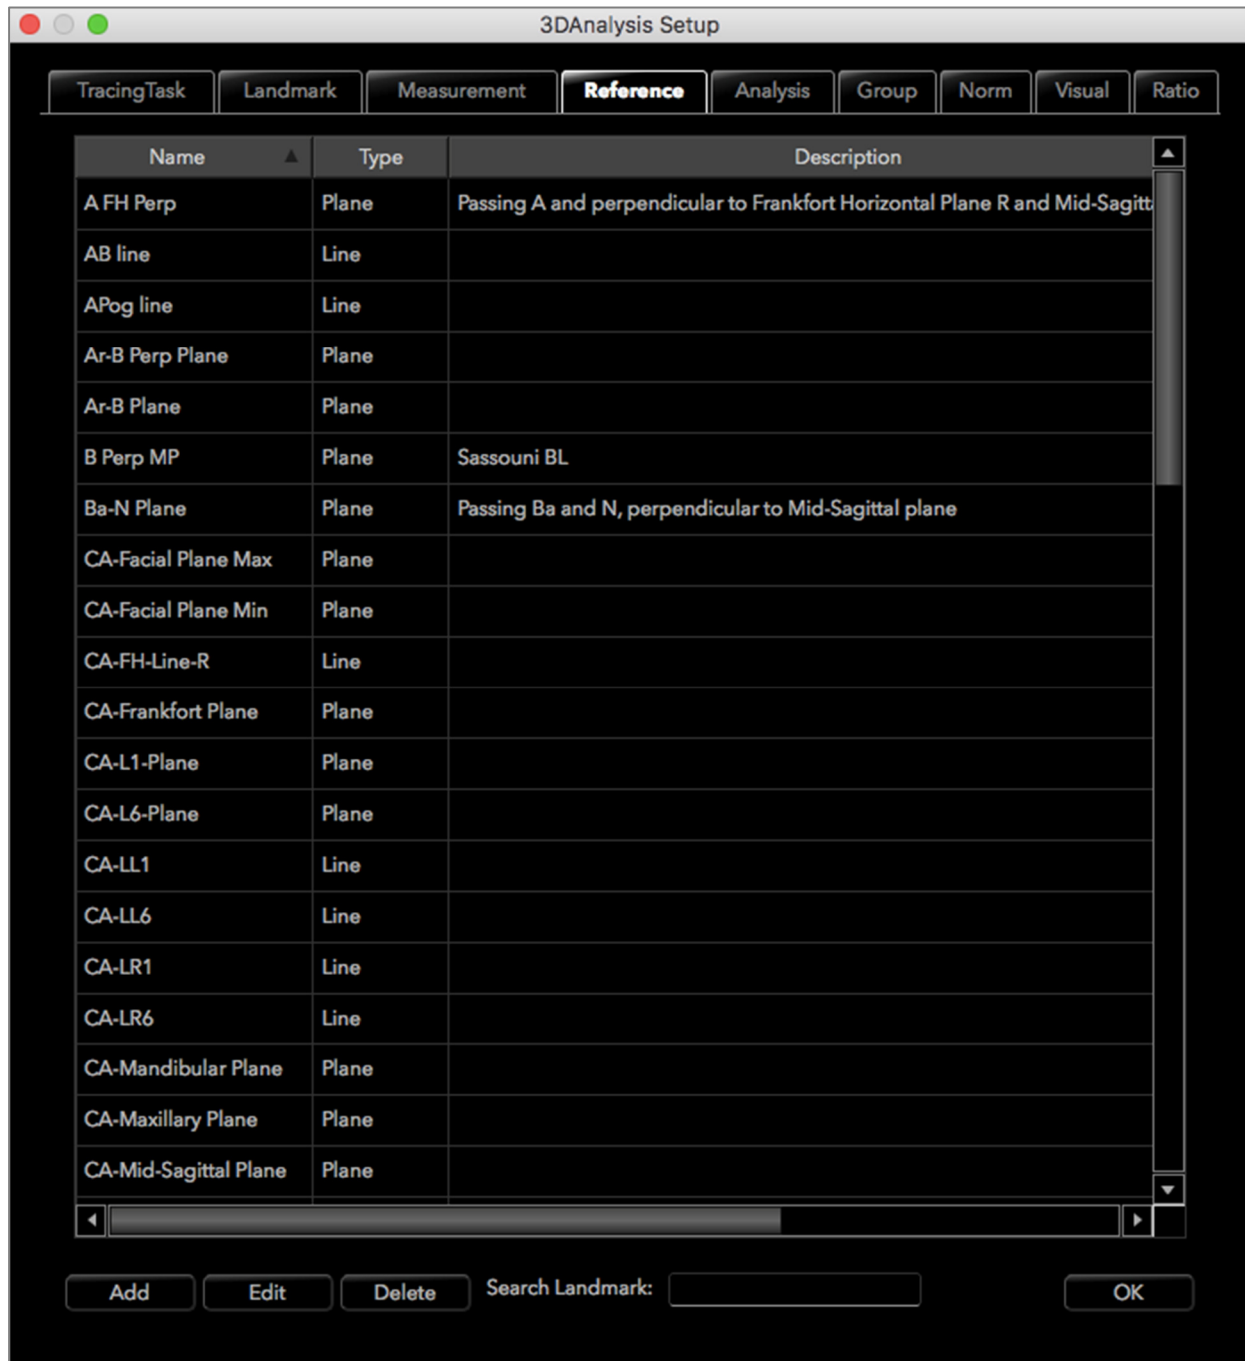 3DAnalysis Setup
TracingTask Landmark Measurement Reference Analysis Group Norm Visual Ratio
Name Type Description
A FH Perp Plane Passing A and perpendicular to Frankfort Horizontal Plane R and Mid-Sagitt
AB line Line
APog line Line
Ar-B Perp Plane Plane
Ar-B Plane Plane
B Perp MP Plane Sassouni BL
Ba-N Plane Plane Passing Ba and N, perpendicular to Mid-Sagittal plane
CA-Facial Plane Max Plane
CA-Facial Plane Min Plane
CA-FH-Line-R Line
CA-Frankfort Plane Plane
CA-L1-Plane Plane
CA-L6-Plane Plane
CA-LL1 Line
CA-LL6 Line
CA-LR1 Line
CA-LR6 Line
CA-Mandibular Plane Plane
CA-Maxillary Plane Plane
CA-Mid-Sagittal Plane Plane
Add Edit Delete Search Landmark: OK